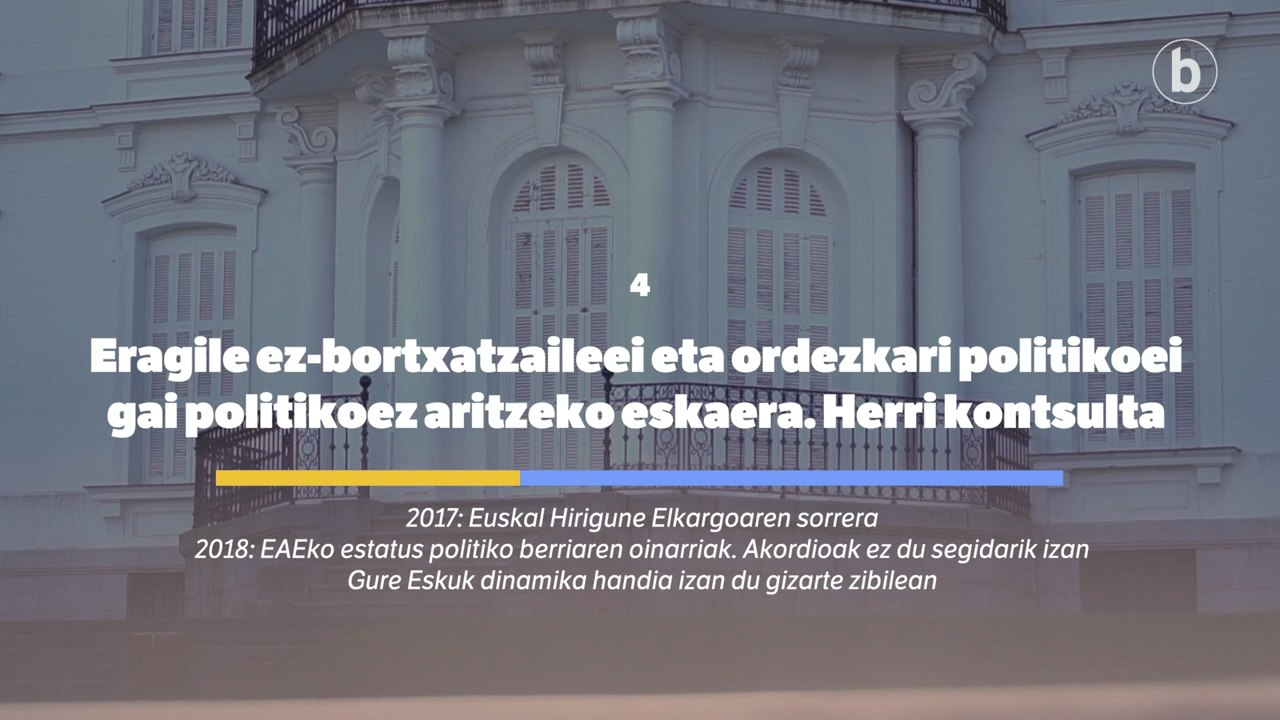 b
4
Eragile ez-bortxatzaileei eta ordezkari politikoei
gai politikoez aritzeko eskaera. Herri kontsulta
2017: Euskal Hirigune Elkargoaren sorrera
2018: EAEko estatus politiko berriaren oinarriak. Akordioak ez du segidarik izan
Gure Eskuk dinamika handia izan du gizarte zibilean